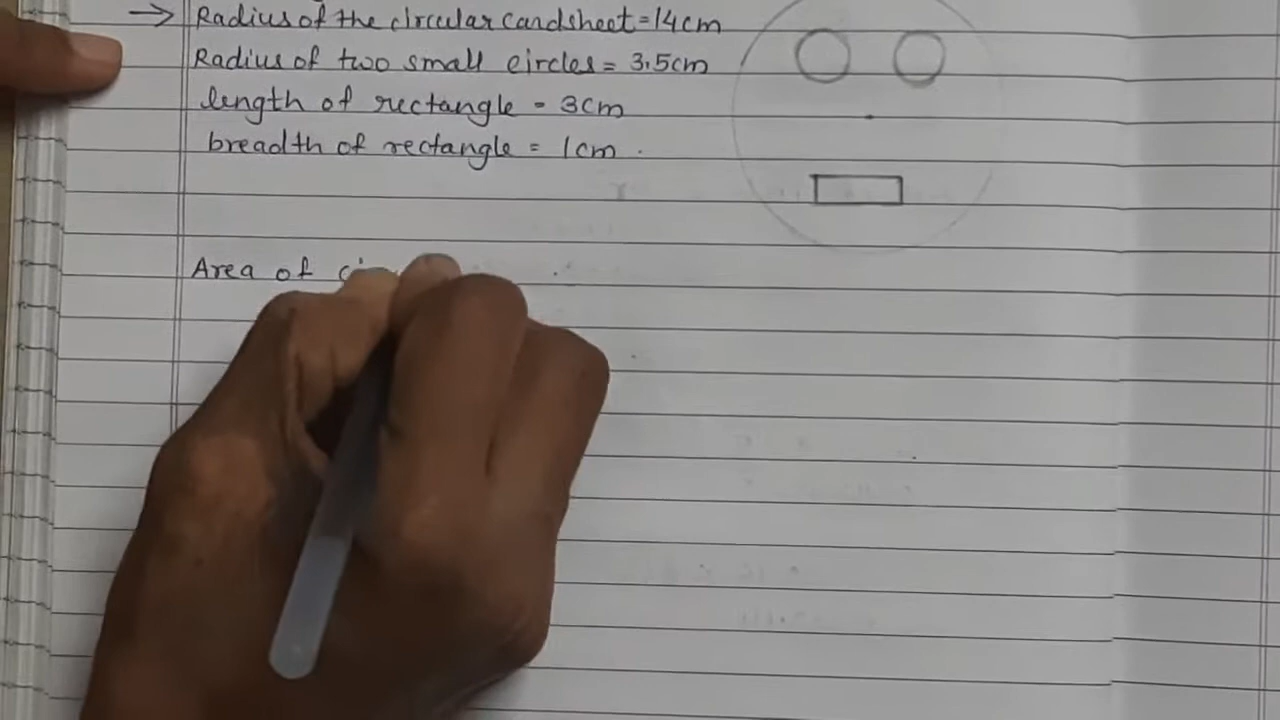 → Radius of the circular cardsheet = 14cm
Radius of two small circles = 3.5cm
length of rectangle = 3cm
breadth of rectangle = 1cm.
Area of